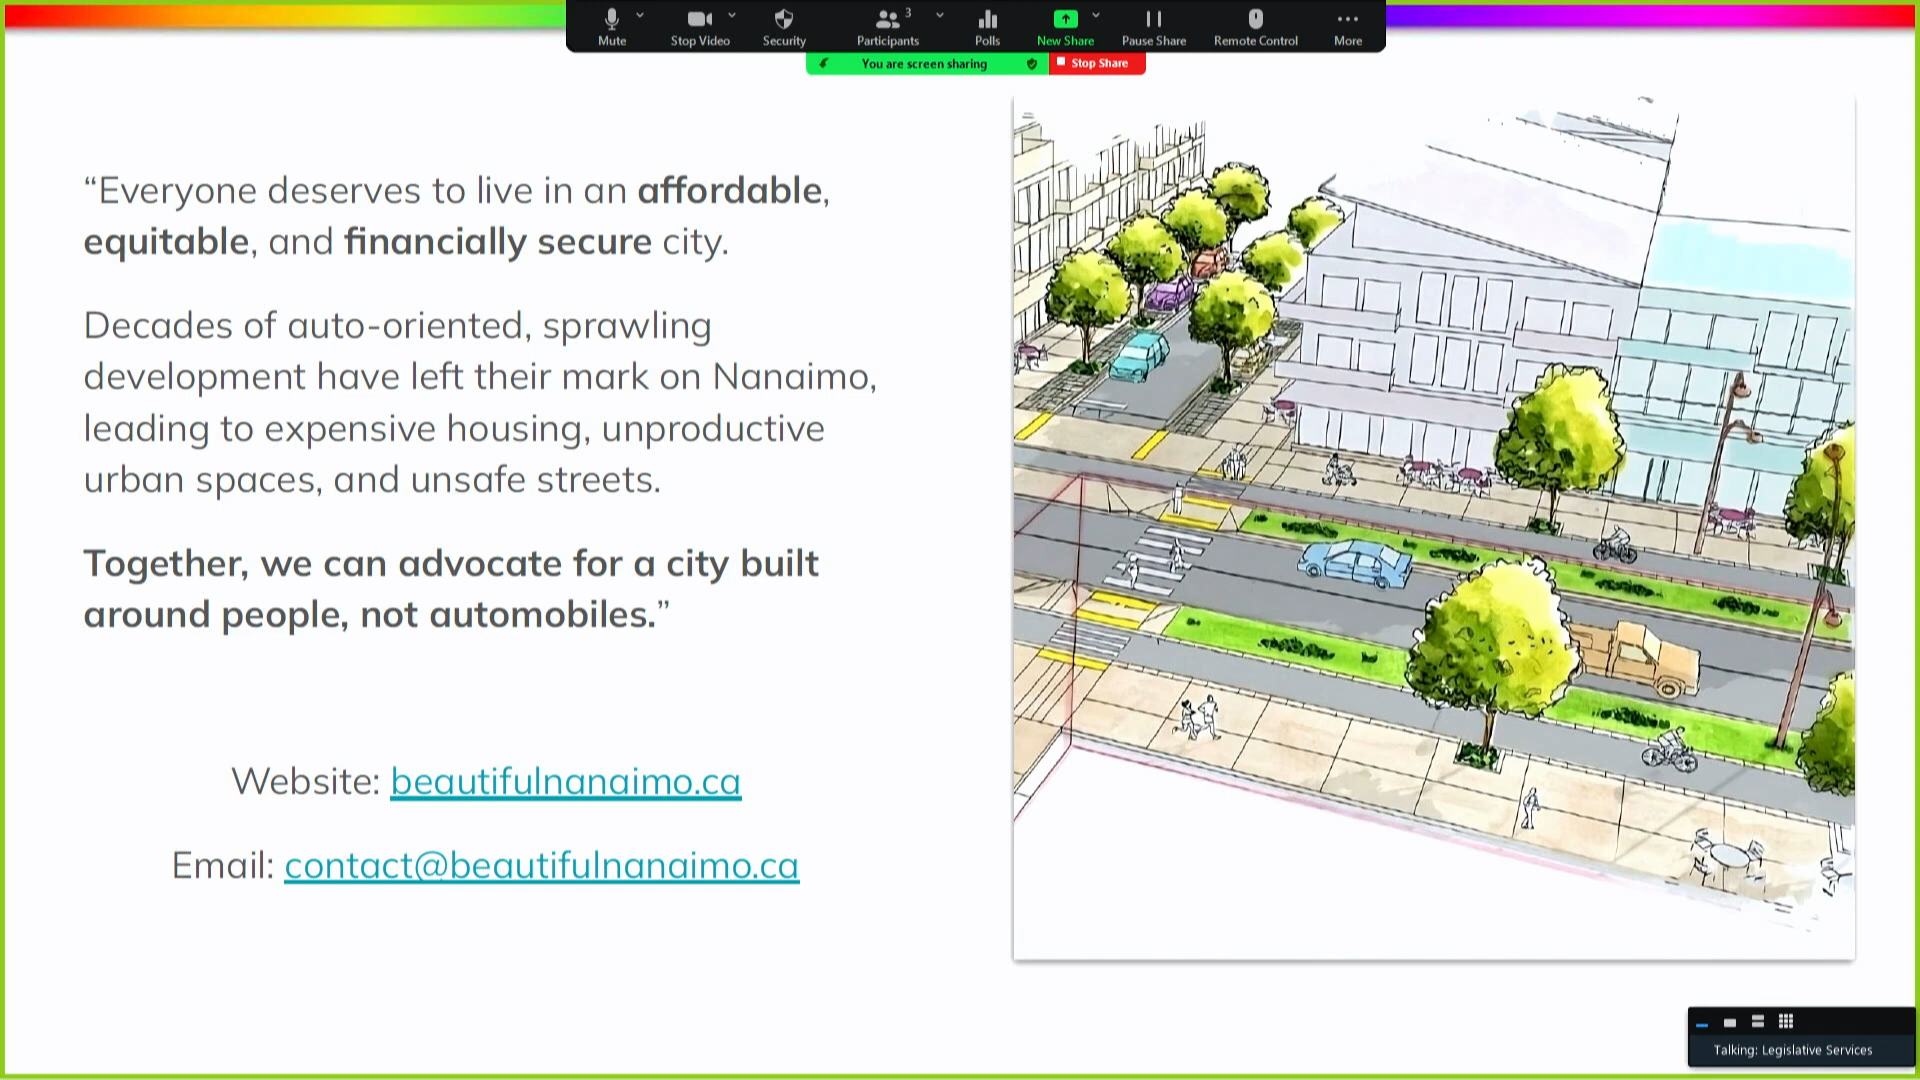 Mute
Stop Video
Security
Participants
3
Polls
New Share
Pause Share
Remote Control
More
You are screen sharing
Stop Share
“Everyone deserves to live in an affordable,
equitable, and financially secure city.
Decades of auto-oriented, sprawling
development have left their mark on Nanaimo,
leading to expensive housing, unproductive
urban spaces, and unsafe streets.
Together, we can advocate for a city built
around people, not automobiles.”
Website: beautifulnanaimo.ca
Email: contact@beautifulnanaimo.ca
Talking: Legislative Services